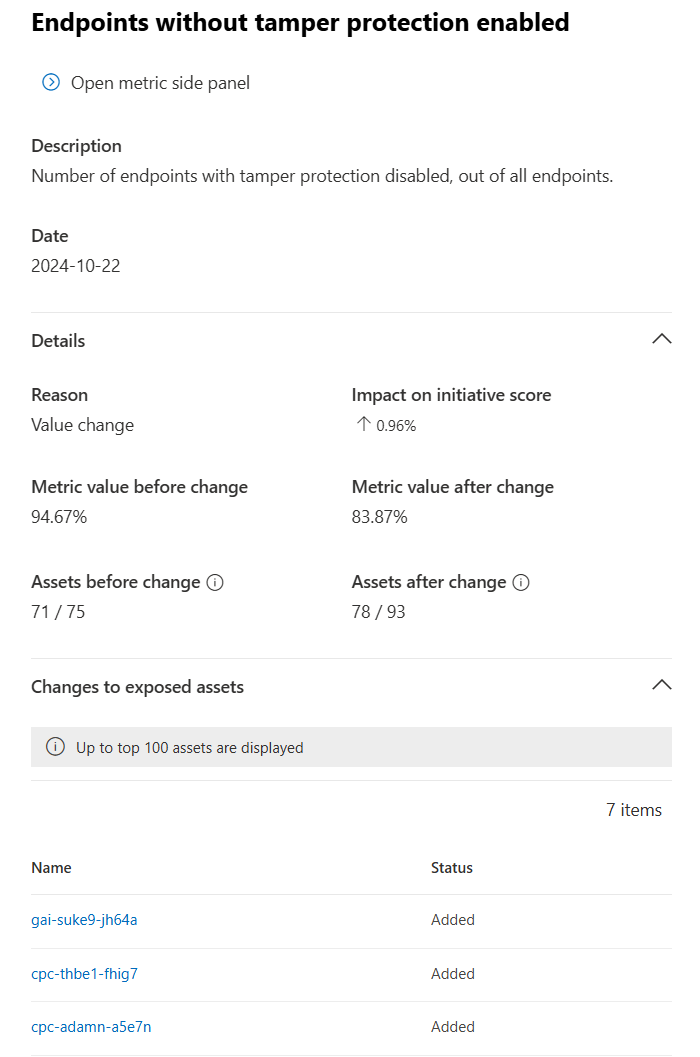 Endpoints without tamper protection enabled
Open metric side panel
Description
Number of endpoints with tamper protection disabled, out of all endpoints.
Date
2024-10-22
Details
Reason
Impact on initiative score
Value change
0.96%
Metric value before change
Metric value after change
94.67%
83.87%
Assets before change
Assets after change
71 / 75
78 / 93
Changes to exposed assets
Up to top 100 assets are displayed
7 items
Name Status
gai-suke9-jh64a Added
cpc-thbe1-fhig7 Added
cpc-adamn-a5e7n Added